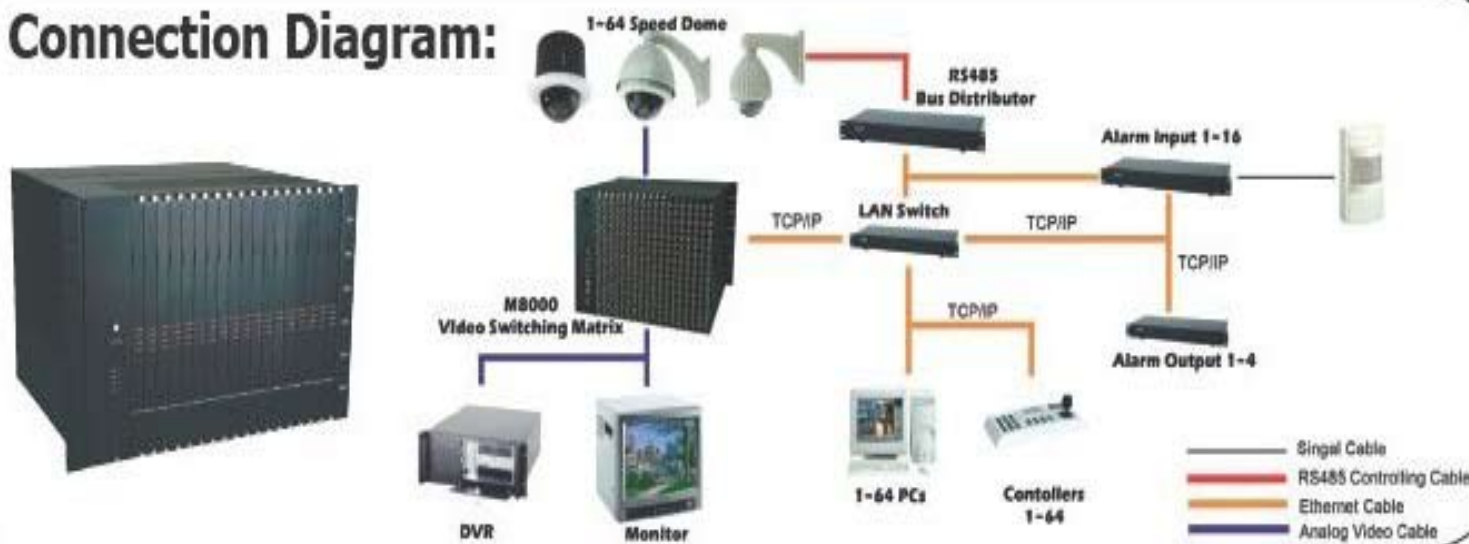 Connection Diagram:
1~64 Speed Dome
RS485
Bus Distributor
Alarm Input 1~16
LAN Switch
TCP/IP
TCP/IP
TCP/IP
M8000
Video Switching Matrix
TCP/IP
TCP/IP
Alarm Output 1~4
DVR
Monitor
1~64 PCs
Contollers
1~64
Singal Cable
RS485 Controlling Cable
Ethernet Cable
Analog Video Cable